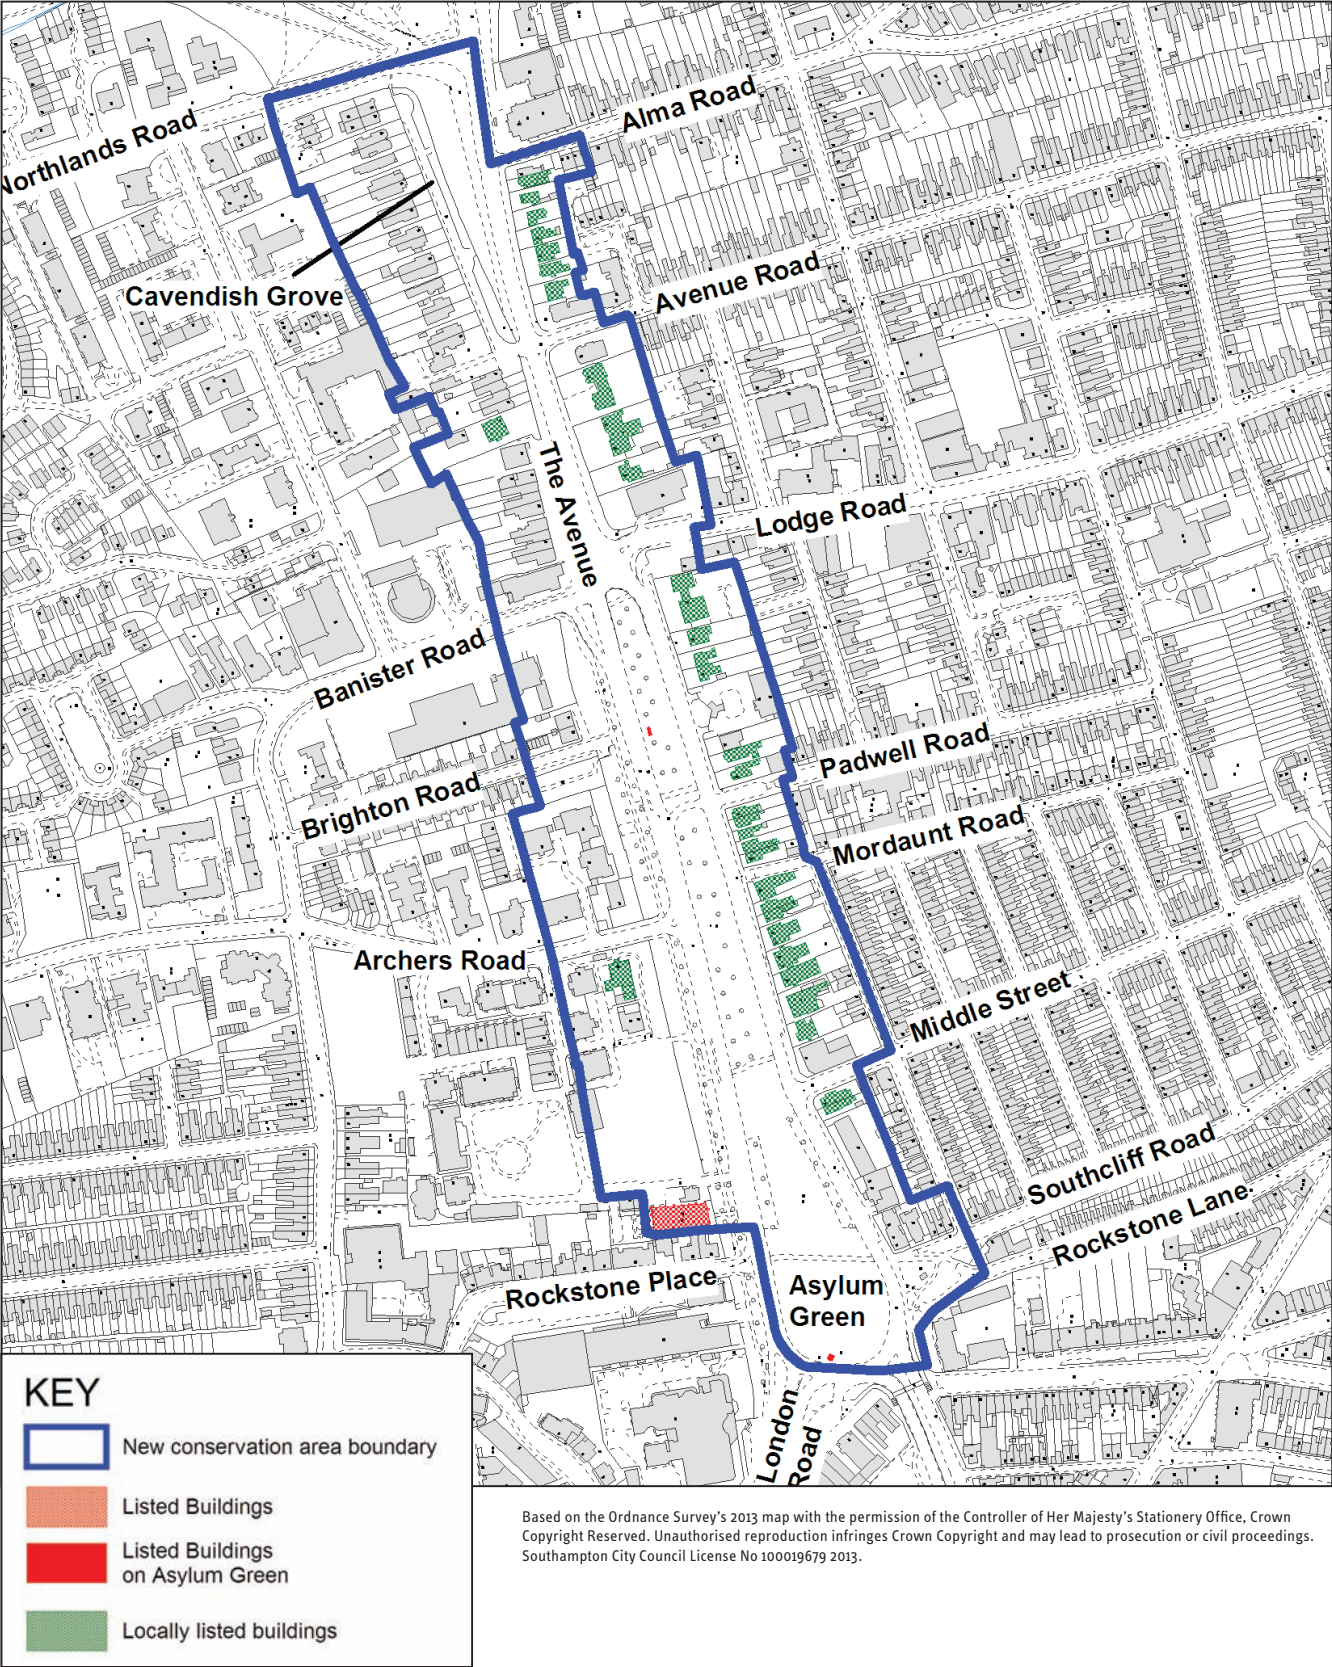 Alma Road
Northlands Road
Avenue Road
Cavendish Grove
The Avenue
Lodge Road
Banister Road
Padwell Road
Brighton Road
Mordaunt Road
Archers Road
Middle Street
Southcliff Road
Rockstone Lane
Rockstone Place
Asylum
Green
London
Road
KEY
New conservation area boundary
Listed Buildings
Listed Buildings
on Asylum Green
Locally listed buildings
Based on the Ordnance Survey's 2013 map with the permission of the Controller of Her Majesty's Stationery Office, Crown
Copyright Reserved. Unauthorised reproduction infringes Crown Copyright and may lead to prosecution or civil proceedings.
Southampton City Council License No 100019679 2013.